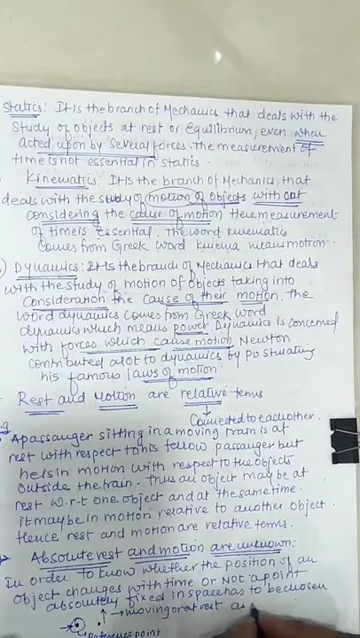 Statics: It is the branch of Mechanics that deals with the
study of objects at rest or Equilibrium, even when
acted upon by several forces. The measurement of
time is not essential in statics.
Kinematics: It is the branch of Mechanics that
deals with the study of motion of objects with out
considering the cause of motion. Here measurement
of time is essential. The word kinematics
comes from Greek word kinema means motion.
Dynamics: It is the branch of Mechanics that deals
with the study of motion of objects taking into
consideration the cause of their motion. The
word dynamics comes from Greek word
dynamis which means power. Dynamics is concerned
with forces which cause motion. Newton
contributed a lot to dynamics by postulating
his famous laws of motion.
Rest and Motion are relative terms
Connected to each other.
A passanger sitting in a moving train is at
rest with respect to his fellow passanger but
he is in motion with respect to the objects
outside the train. Thus an object may be at
rest w.r.t one object and at the same time
it may be in motion relative to another object.
Hence rest and motion are relative terms.
Absolute rest and motion are unknown:
In order to know whether the position of an
object changes with time or not a point
absolutely fixed in space has to be chosen
moving or at rest as
point